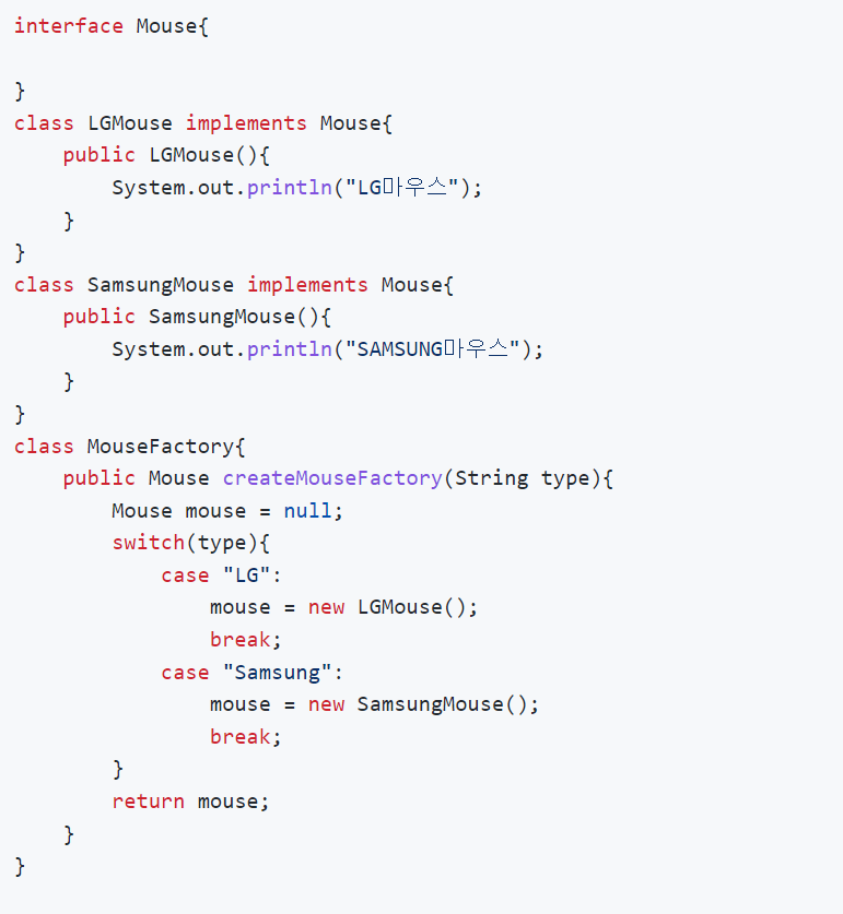 interface Mouse{
}
class LGMouse implements Mouse{
public LGMouse(){
System.out.println("LG마우스");
}
}
class SamsungMouse implements Mouse{
public SamsungMouse(){
System.out.println("SAMSUNG마우스");
}
}
class MouseFactory{
public Mouse createMouseFactory(String type){
Mouse mouse = null;
switch(type){
case "LG":
mouse = new LGMouse();
break;
case "Samsung":
mouse = new SamsungMouse();
break;
}
return mouse;
}
}